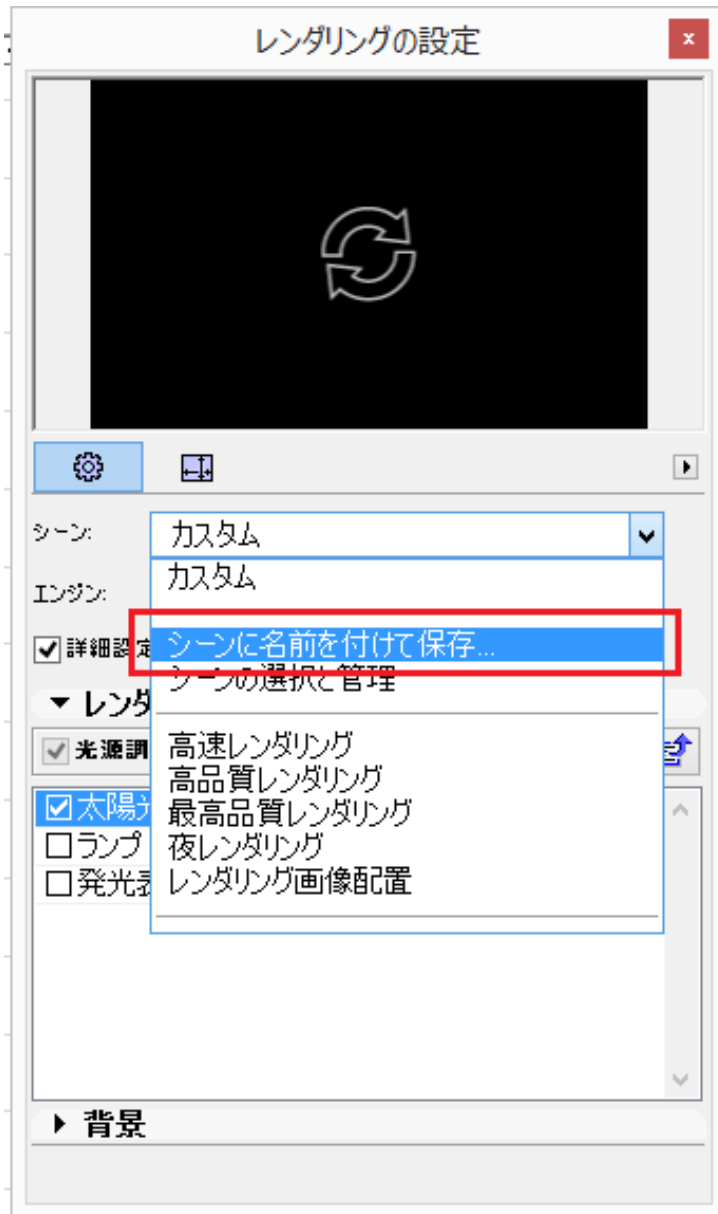 レンダリングの設定
x
シーン:
カスタム
カスタム
エンジン:
シーンに名前を付けて保存...
詳細設定
シーンの選択と管理
レンダ
高速レンダリング
光源調
高品質レンダリング
太陽光
最高品質レンダリング
ランプ
夜レンダリング
発光表
レンダリング画像配置
背景